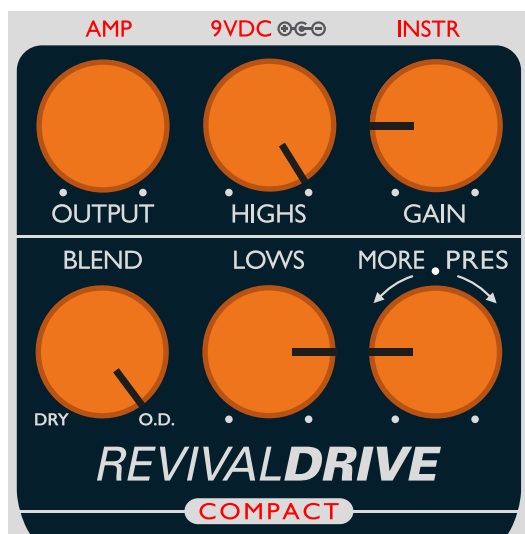 AMP 9VDC INSTR
OUTPUT HIGHS GAIN
BLEND LOWS MORE PRES
DRY O.D.
REVIVALDRIVE
COMPACT